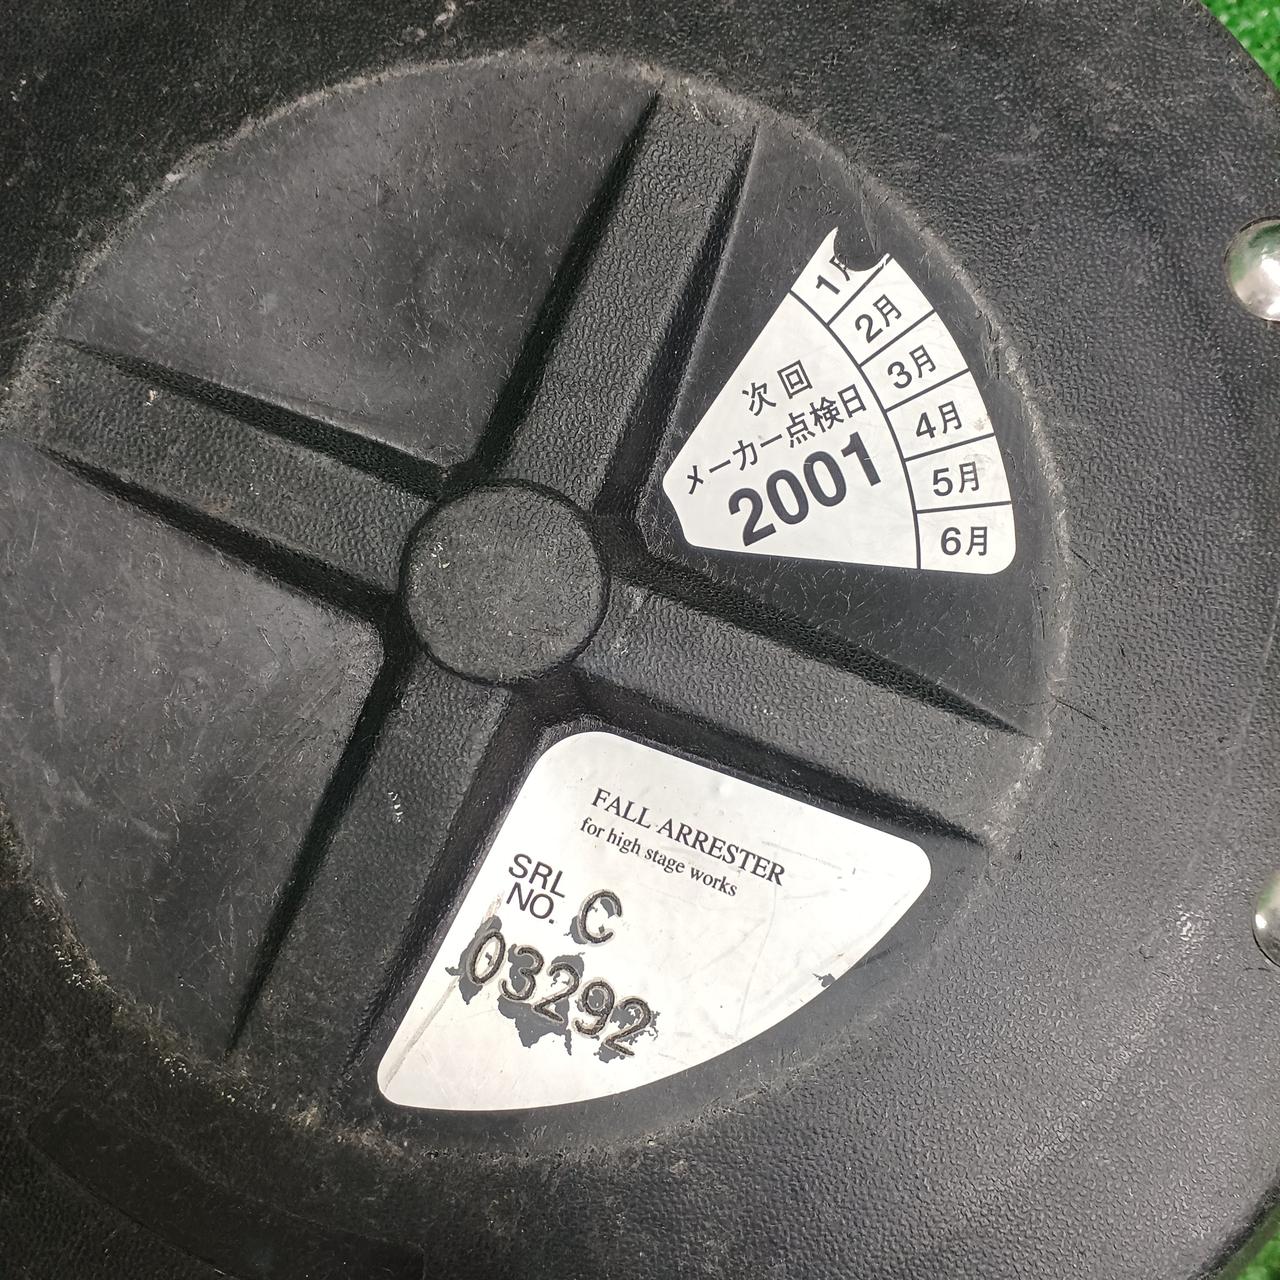 1月
2月
3月
4月
5月
6月
次回
メーカー点検日
2001
FALL ARRESTER
for high stage works
SRL
NO. C
03292